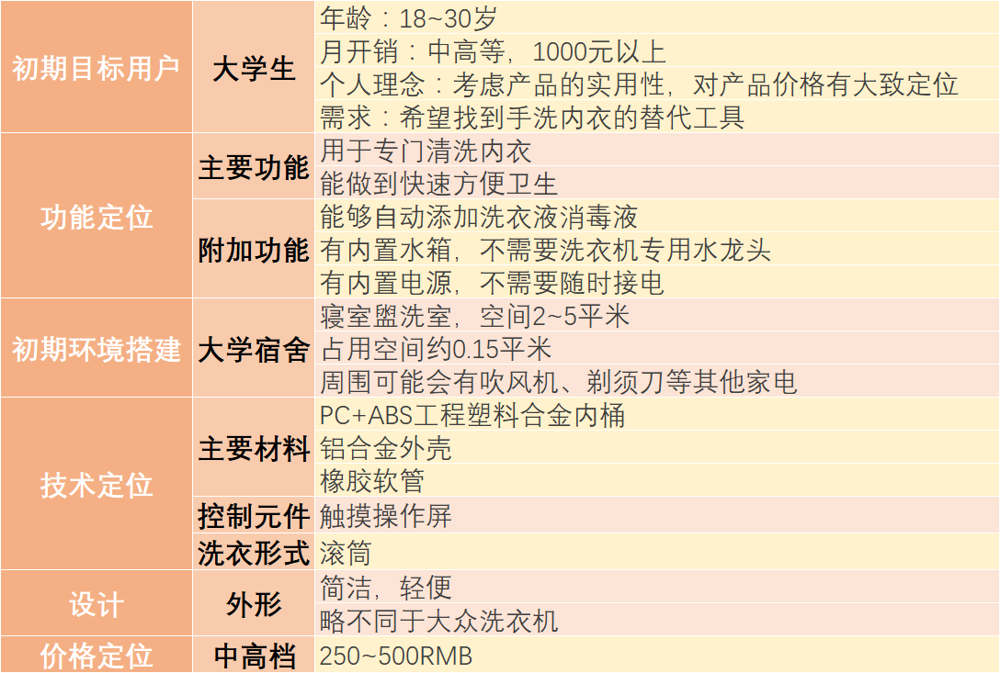 初期目标用户
大学生
年龄：18~30岁
月开销：中高等，1000元以上
个人理念：考虑产品的实用性，对产品价格有大致定位
需求：希望找到手洗内衣的替代工具
功能定位
主要功能
用于专门清洗内衣
能做到快速方便卫生
附加功能
能够自动添加洗衣液消毒液
有内置水箱，不需要洗衣机专用水龙头
有内置电源，不需要随时接电
初期环境搭建
大学宿舍
寝室盥洗室，空间2~5平米
占用空间约0.15平米
周围可能会有吹风机、剃须刀等其他家电
技术定位
主要材料
PC+ABS工程塑料合金内桶
铝合金外壳
橡胶软管
控制元件
触摸操作屏
洗衣形式
滚筒
设计
外形
简洁，轻便
略不同于大众洗衣机
价格定位
中高档
250~500RMB